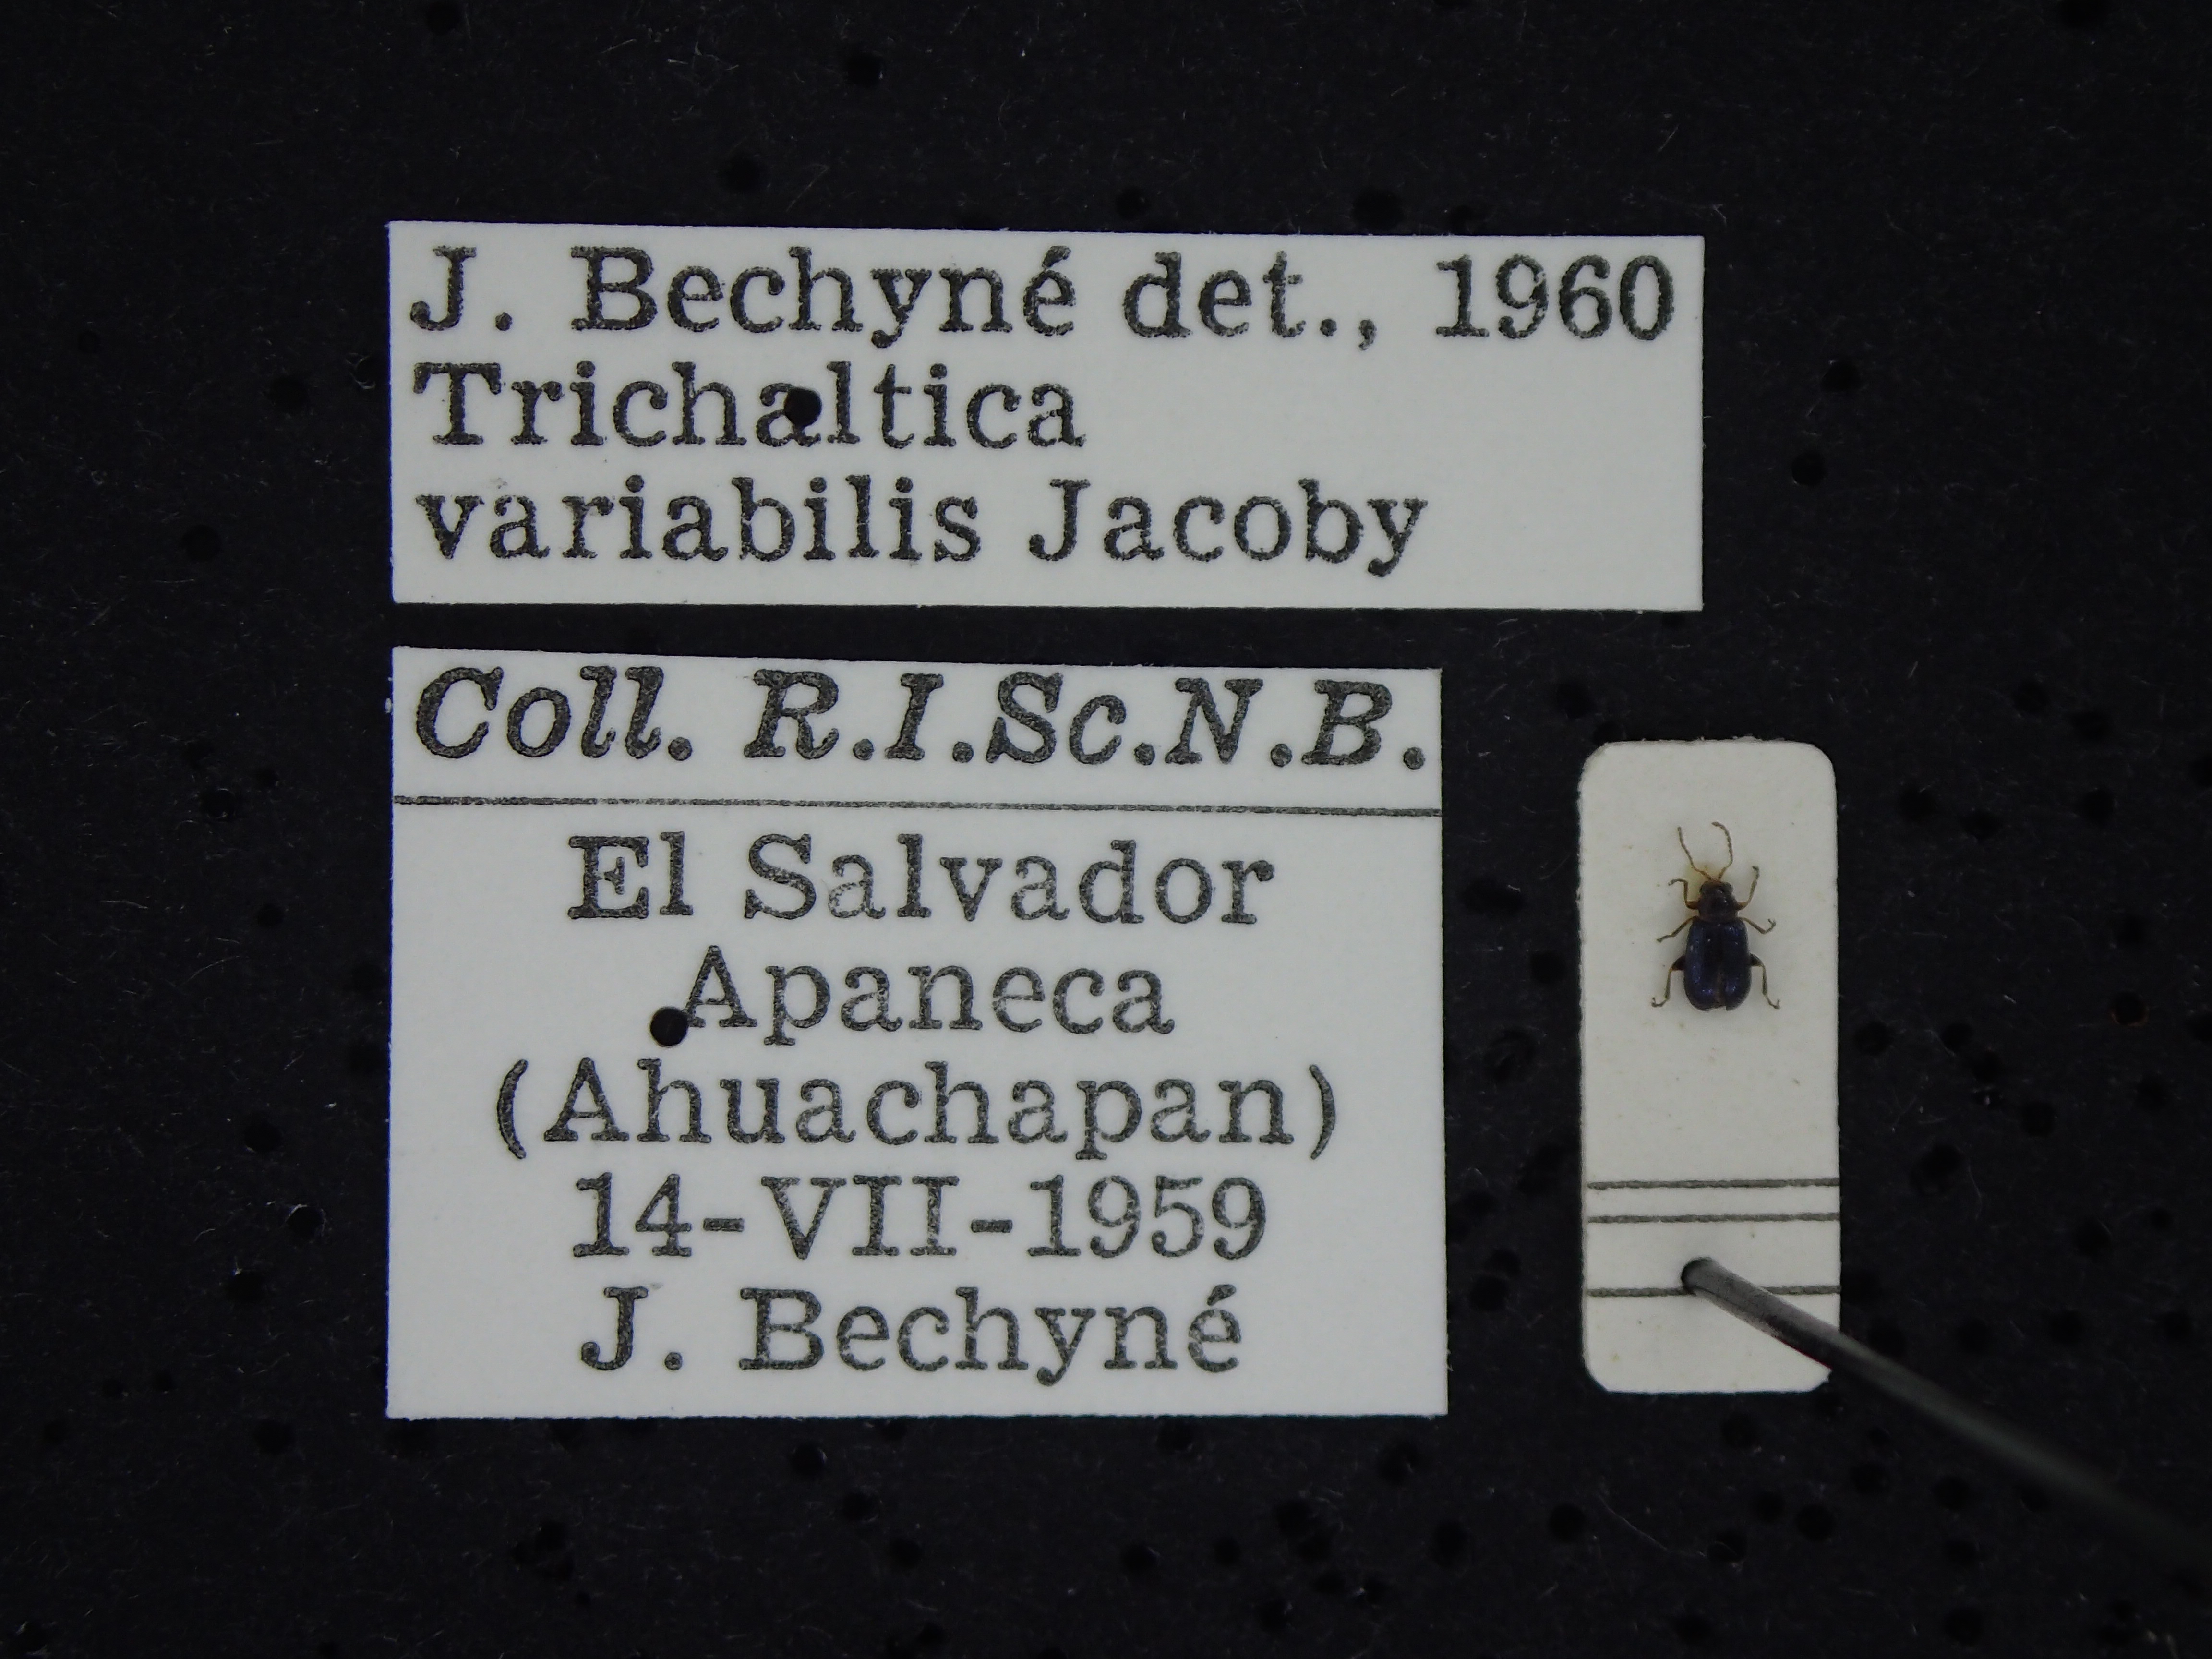 J. Bechyné det., 1960
Trichaltica
variabilis Jacoby
Coll. R.I.Sc.N.B.
El Salvador
Apaneca
(Ahuachapan)
14-VII-1959
J. Bechyné